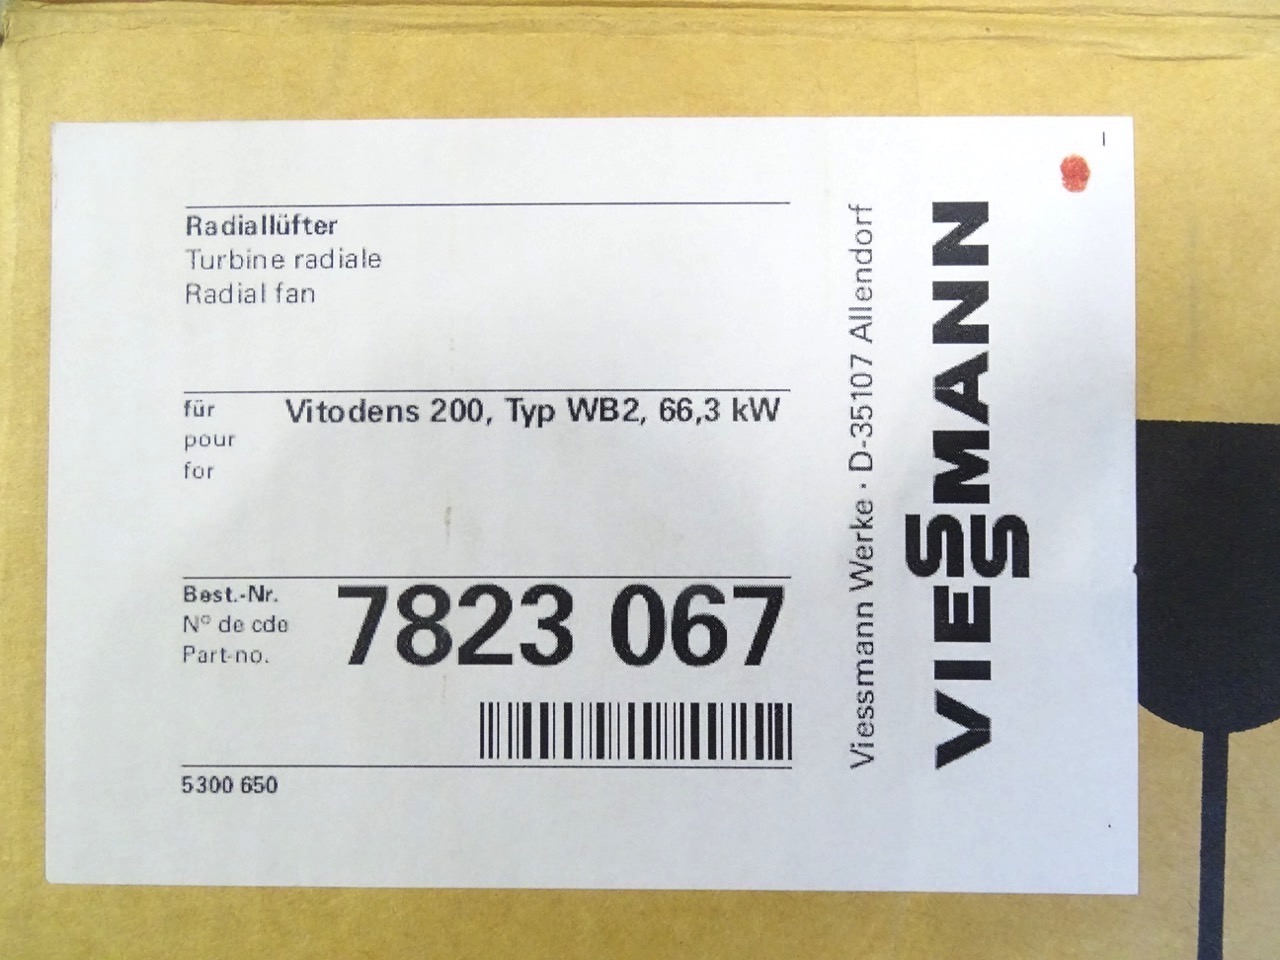 Radiallüfter
Turbine radiale
Radial fan
für Vitodens 200, Typ WB2, 66,3 kW
pour
for
Best.-Nr. 7823 067
N° de cde
Part-no.
5300 650
Viessmann Werke · D-35107 Allendorf
VIESSMANN